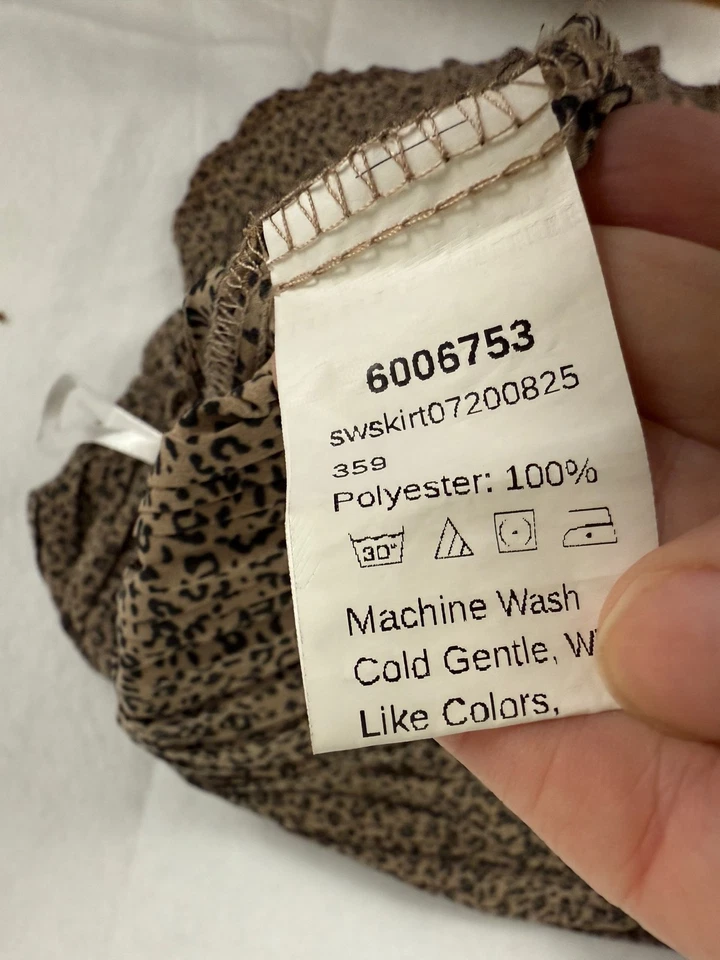 6006753
swskirt07200825
359
Polyester: 100%
30°
Machine Wash
Cold Gentle,
Like Colors,